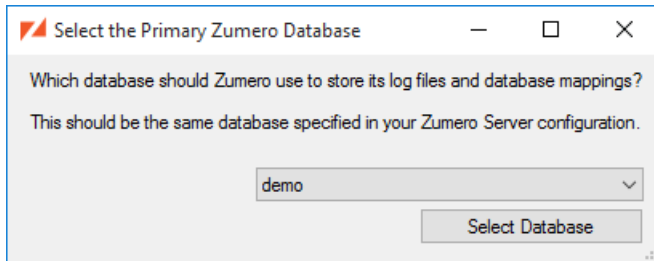 Select the Primary Zumero Database
Which database should Zumero use to store its log files and database mappings?
This should be the same database specified in your Zumero Server configuration.
demo
Select Database